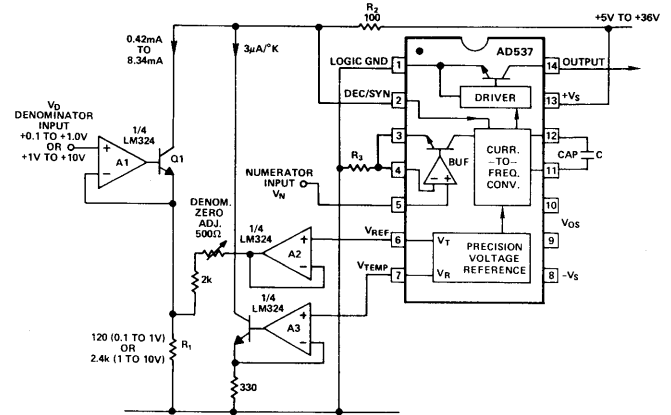 R2
100
+5V TO +36V
0.42mA
TO
8.34mA
3µA/°K
AD537
LOGIC GND
1
14
OUTPUT
DRIVER
DEC/SYN
2
13
+VS
VD
DENOMINATOR
INPUT
+0.1 TO +1.0V
OR
+1V TO +10V
1/4
LM324
A1
Q1
R3
3
4
BUF
CURR.
–TO–
FREQ.
CONV.
12
CAP
C
11
NUMERATOR
INPUT
VN
5
10
VOS
DENOM.
ZERO
ADJ.
500Ω
1/4
LM324
A2
VREF
6
VT
PRECISION
VOLTAGE
REFERENCE
9
VTEMP
7
VR
8
–VS
2k
1/4
LM324
A3
120 (0.1 TO 1V)
OR
2.4k (1 TO 10V)
R1
330